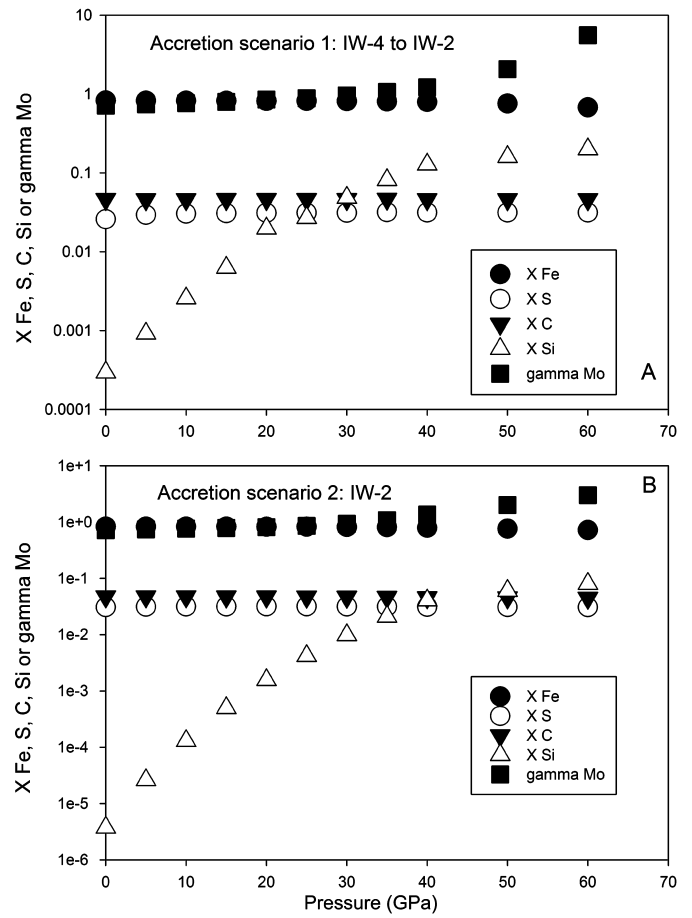 10
Accretion scenario 1: IW-4 to IW-2
1
0.1
0.01
0.001
0.0001
X Fe, S, C, Si or gamma Mo
X Fe
X S
X C
X Si
gamma Mo
A
0 10 20 30 40 50 60 70
1e+1
Accretion scenario 2: IW-2
B
1e+0
1e-1
1e-2
1e-3
1e-4
1e-5
1e-6
X Fe, S, C, Si or gamma Mo
X Fe
X S
X C
X Si
gamma Mo
0 10 20 30 40 50 60 70
Pressure (GPa)